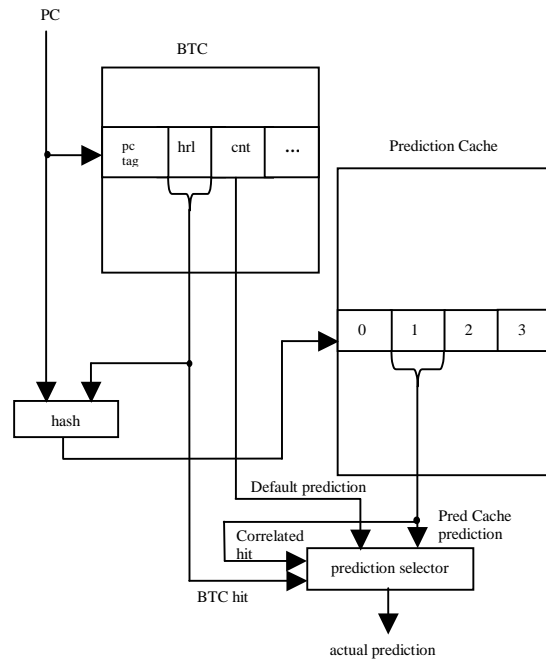 PC
BTC
pc
tag
hrl
cnt
...
Prediction Cache
0
1
2
3
hash
Default prediction
Correlated
hit
Pred Cache
prediction
BTC hit
prediction selector
actual prediction